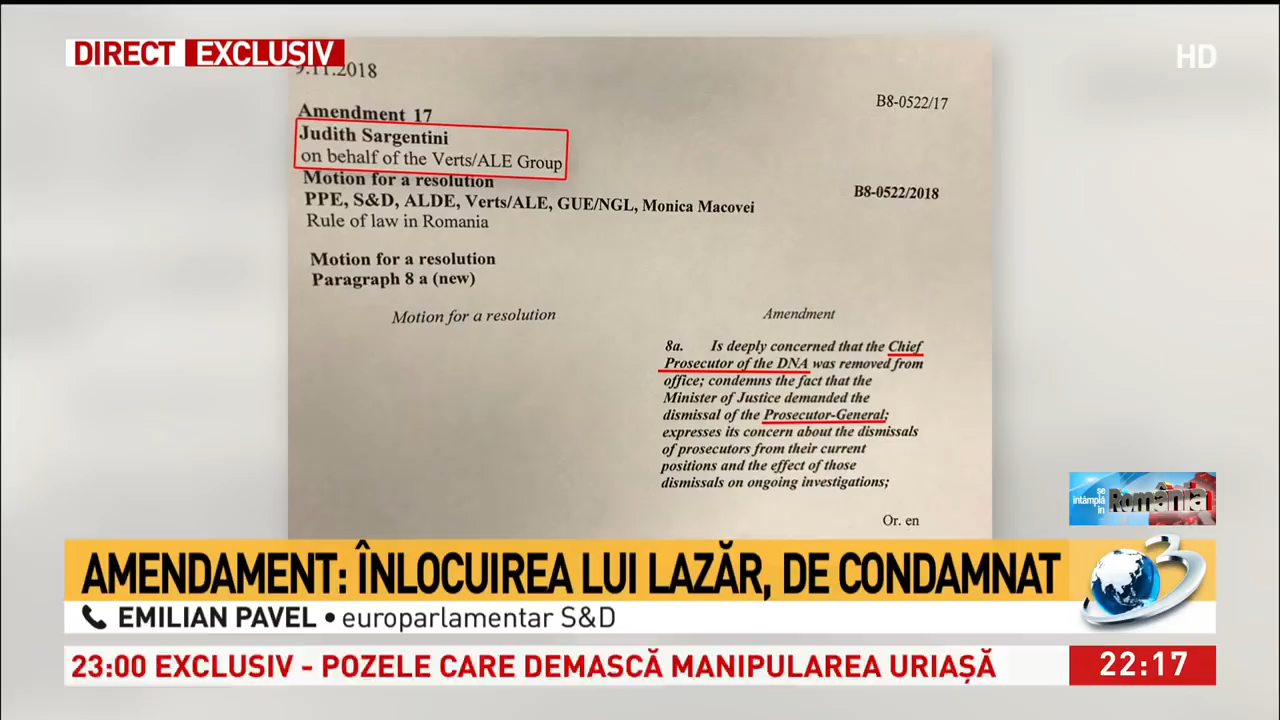 DIRECT EXCLUSIV
HD
9.11.2018
B8-0522/17
Amendment 17
Judith Sargentini
on behalf of the Verts/ALE Group
Motion for a resolution
B8-0522/2018
PPE, S&D, ALDE, Verts/ALE, GUE/NGL, Monica Macovei
Rule of law in Romania
Motion for a resolution
Paragraph 8 a (new)
Motion for a resolution
Amendment
8a. Is deeply concerned that the Chief
Prosecutor of the DNA was removed from
office; condemns the fact that the
Minister of Justice demanded the
dismissal of the Prosecutor-General;
expresses its concern about the dismissals
of prosecutors from their current
positions and the effect of those
dismissals on ongoing investigations;
Or. en
se
întâmplă
în
România
AMENDAMENT: ÎNLOCUIREA LUI LAZĂR, DE CONDAMNAT
3
EMILIAN PAVEL • europarlamentar S&D
23:00 EXCLUSIV - POZELE CARE DEMASCĂ MANIPULAREA URIAȘĂ
22:17